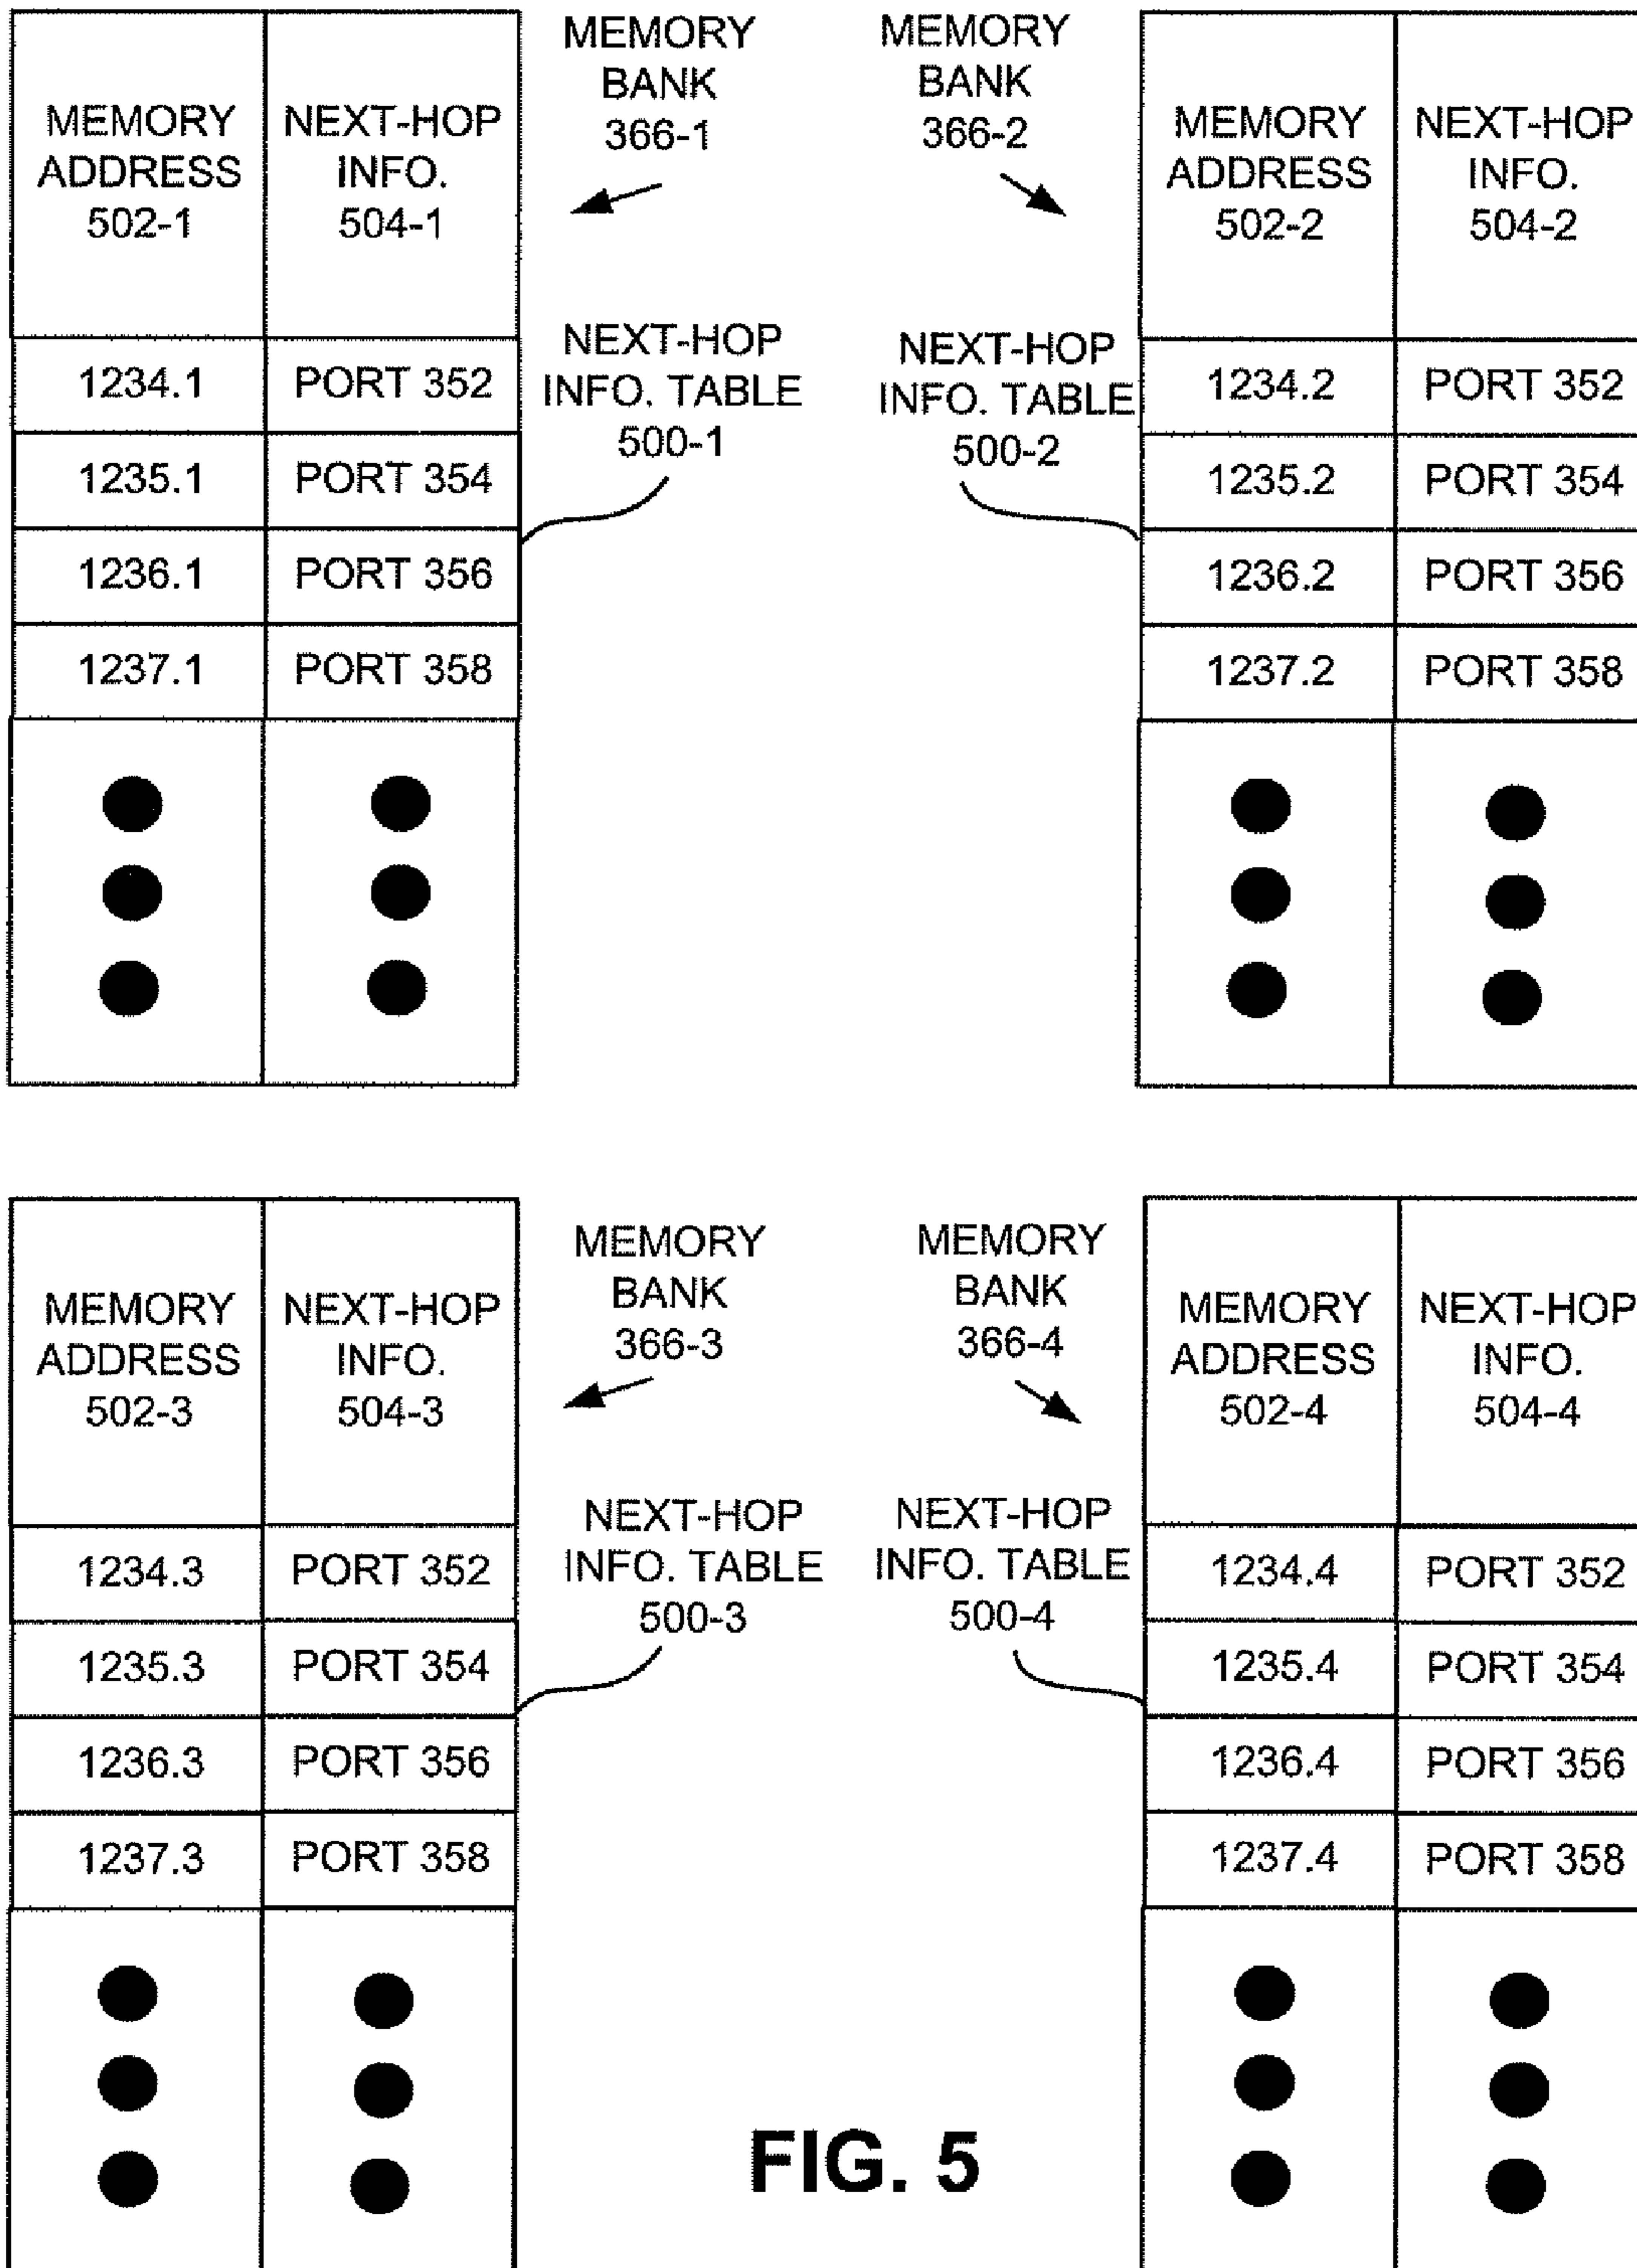 MEMORY
ADDRESS
502-1
NEXT-HOP
INFO.
504-1
1234.1 PORT 352
1235.1 PORT 354
1236.1 PORT 356
1237.1 PORT 358
MEMORY
BANK
366-1
NEXT-HOP
INFO. TABLE
500-1
MEMORY
BANK
366-2
NEXT-HOP
INFO. TABLE
500-2
MEMORY
ADDRESS
502-2
NEXT-HOP
INFO.
504-2
1234.2 PORT 352
1235.2 PORT 354
1236.2 PORT 356
1237.2 PORT 358
MEMORY
ADDRESS
502-3
NEXT-HOP
INFO.
504-3
1234.3 PORT 352
1235.3 PORT 354
1236.3 PORT 356
1237.3 PORT 358
MEMORY
BANK
366-3
NEXT-HOP
INFO. TABLE
500-3
MEMORY
BANK
366-4
NEXT-HOP
INFO. TABLE
500-4
MEMORY
ADDRESS
502-4
NEXT-HOP
INFO.
504-4
1234.4 PORT 352
1235.4 PORT 354
1236.4 PORT 356
1237.4 PORT 358
FIG. 5